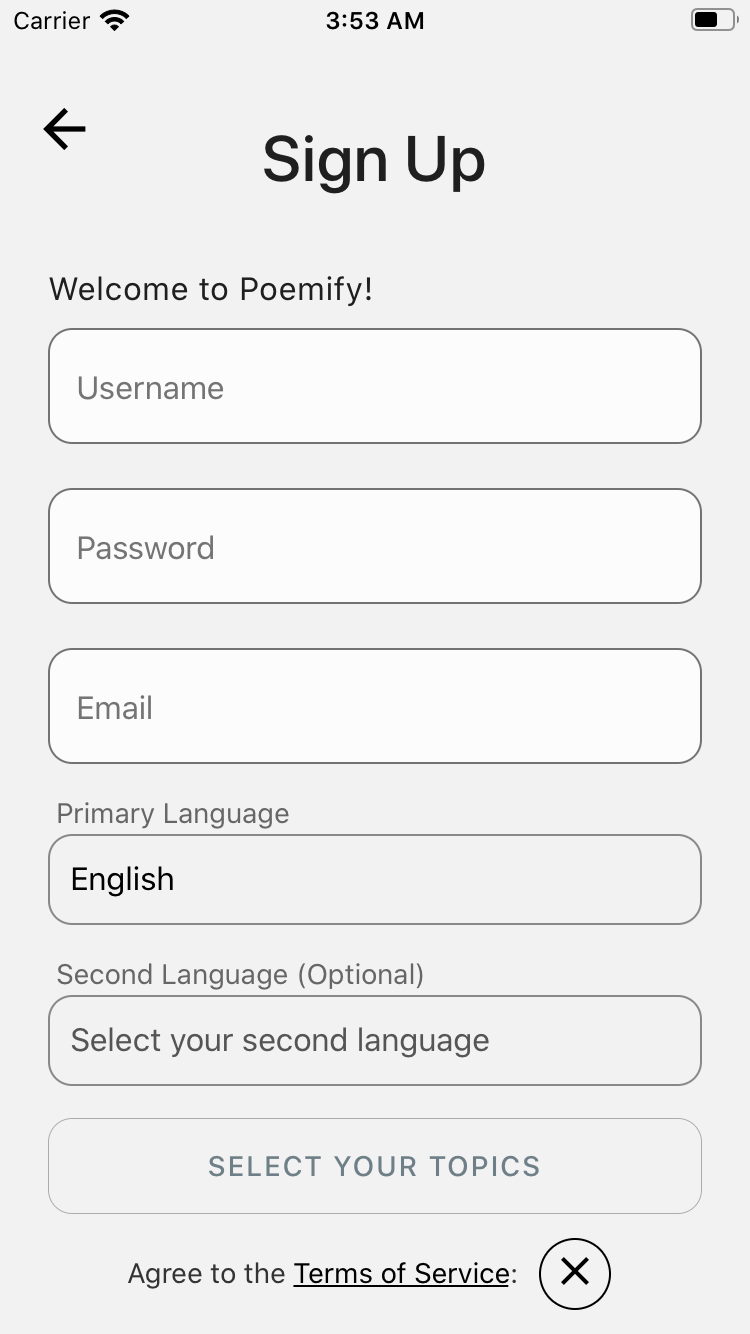 Carrier 3:53 AM
Sign Up
Welcome to Poemify!
Username
Password
Email
Primary Language
English
Second Language (Optional)
Select your second language
SELECT YOUR TOPICS
Agree to the Terms of Service: